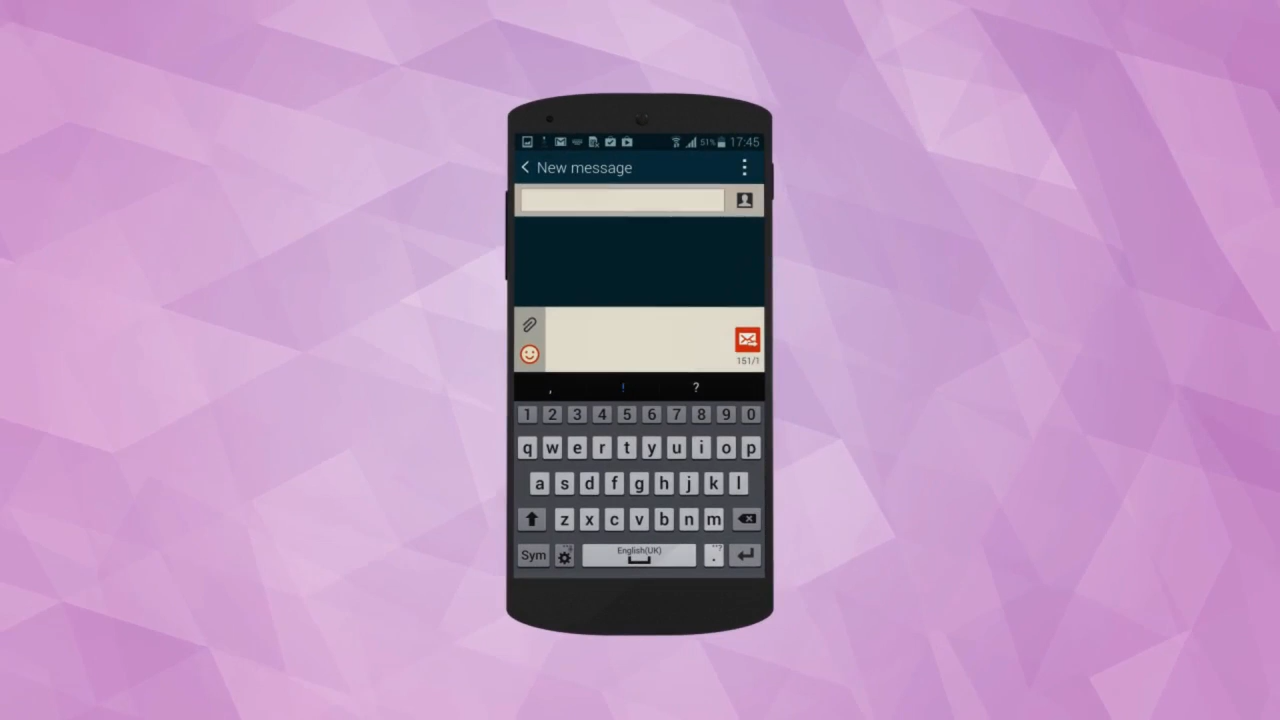 51% 17:45
New message
151/1
, ! ?
1 2 3 4 5 6 7 8 9 0
q w e r t y u i o p
a s d f g h j k l
z x c v b n m
Sym English(UK) .